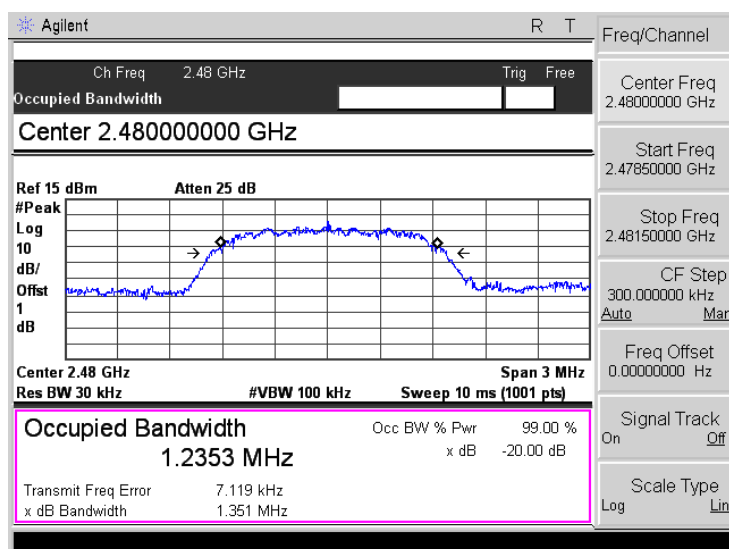 Agilent R T
Freq/Channel
Ch Freq 2.48 GHz Trig Free
Occupied Bandwidth
Center 2.480000000 GHz
Center Freq
2.48000000 GHz
Start Freq
2.47850000 GHz
Stop Freq
2.48150000 GHz
CF Step
300.000000 kHz
Auto Man
Freq Offset
0.00000000 Hz
Signal Track
On Off
Scale Type
Log Lin
Ref 15 dBm Atten 25 dB
#Peak
Log
10
dB/
Offst
1
dB
Center 2.48 GHz Span 3 MHz
Res BW 30 kHz #VBW 100 kHz Sweep 10 ms (1001 pts)
Occupied Bandwidth
1.2353 MHz
Occ BW % Pwr 99.00 %
x dB -20.00 dB
Transmit Freq Error 7.119 kHz
x dB Bandwidth 1.351 MHz